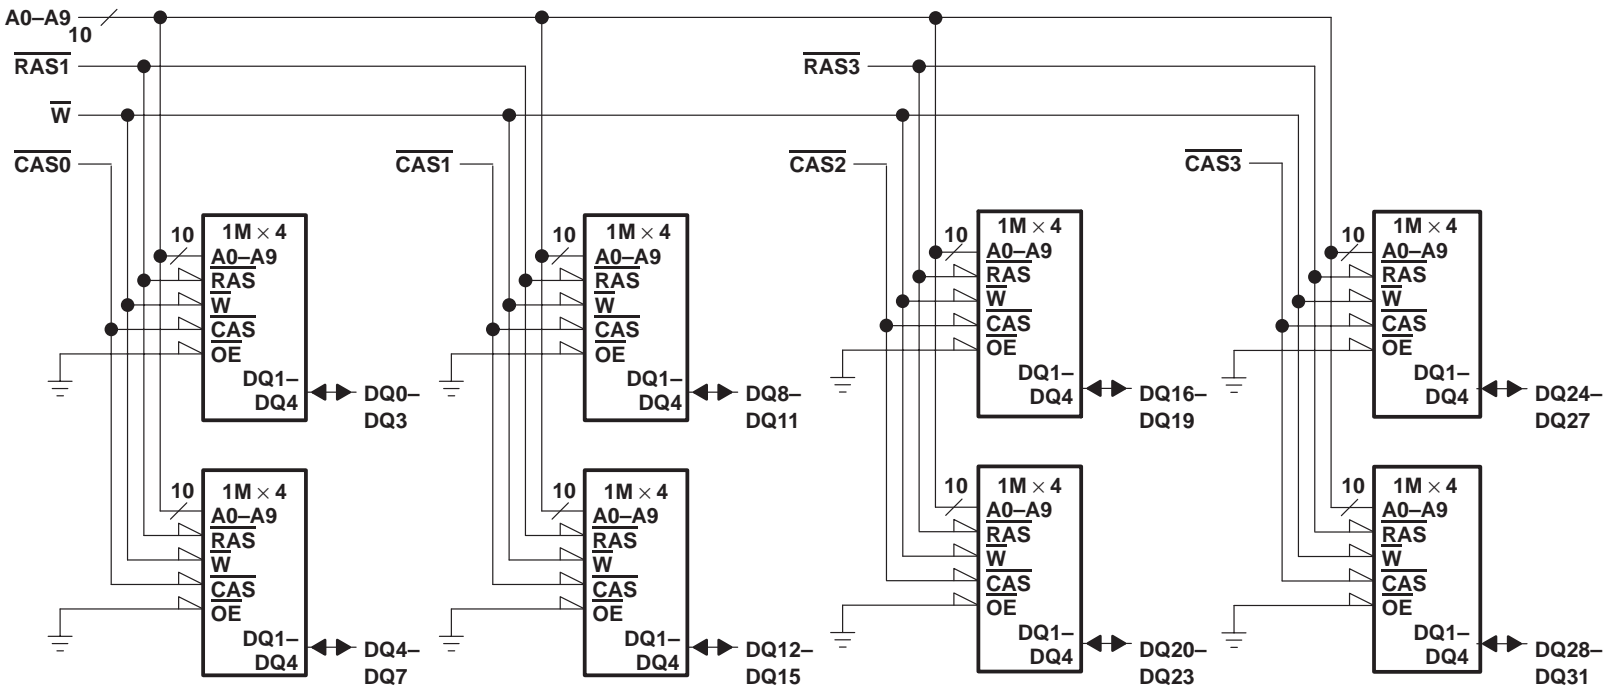 A0–A9
10
RAS1
RAS3
W
CAS0
CAS1
CAS2
CAS3
10
1M × 4
A0–A9
RAS
W
CAS
OE
DQ1–
DQ4
DQ0–
DQ3
10
1M × 4
A0–A9
RAS
W
CAS
OE
DQ1–
DQ4
DQ8–
DQ11
10
1M × 4
A0–A9
RAS
W
CAS
OE
DQ1–
DQ4
DQ16–
DQ19
10
1M × 4
A0–A9
RAS
W
CAS
OE
DQ1–
DQ4
DQ24–
DQ27
10
1M × 4
A0–A9
RAS
W
CAS
OE
DQ1–
DQ4
DQ4–
DQ7
10
1M × 4
A0–A9
RAS
W
CAS
OE
DQ1–
DQ4
DQ12–
DQ15
10
1M × 4
A0–A9
RAS
W
CAS
OE
DQ1–
DQ4
DQ20–
DQ23
10
1M × 4
A0–A9
RAS
W
CAS
OE
DQ1–
DQ4
DQ28–
DQ31